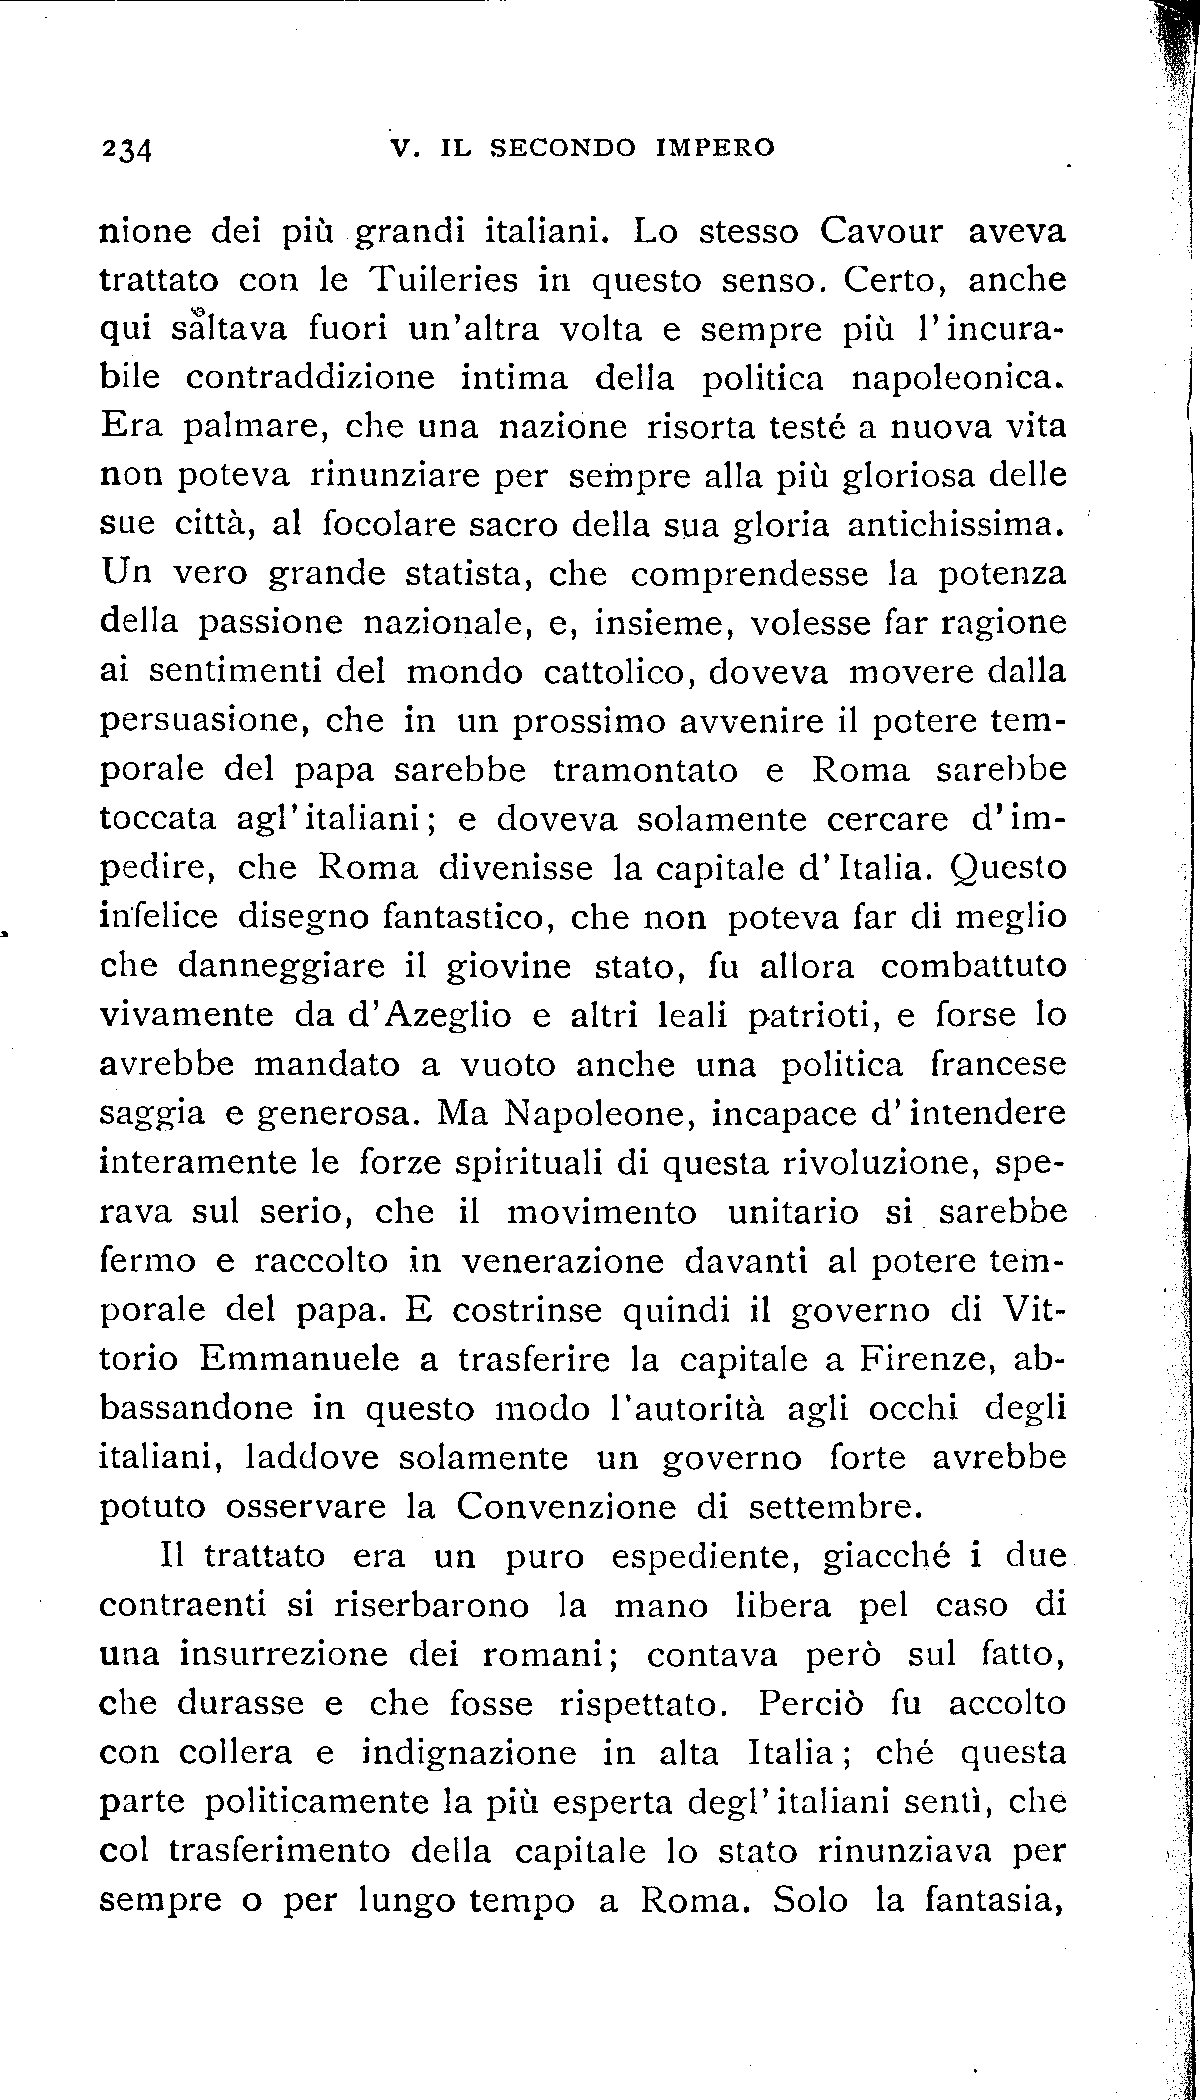 234 V. IL SECONDO IMPERO
nione dei più grandi italiani. Lo stesso Cavour aveva
trattato con le Tuileries in questo senso. Certo, anche
qui saltava fuori un'altra volta e sempre più l'incura-
bile contraddizione intima della politica napoleonica.
Era palmare, che una nazione risorta testé a nuova vita
non poteva rinunziare per sempre alla più gloriosa delle
sue città, al focolare sacro della sua gloria antichissima.
Un vero grande statista, che comprendesse la potenza
della passione nazionale, e, insieme, volesse far ragione
ai sentimenti del mondo cattolico, doveva movere dalla
persuasione, che in un prossimo avvenire il potere tem-
porale del papa sarebbe tramontato e Roma sarebbe
toccata agl'italiani; e doveva solamente cercare d'im-
pedire, che Roma divenisse la capitale d'Italia. Questo
infelice disegno fantastico, che non poteva far di meglio
che danneggiare il giovine stato, fu allora combattuto
vivamente da d'Azeglio e altri leali patrioti, e forse lo
avrebbe mandato a vuoto anche una politica francese
saggia e generosa. Ma Napoleone, incapace d'intendere
interamente le forze spirituali di questa rivoluzione, spe-
rava sul serio, che il movimento unitario si sarebbe
fermo e raccolto in venerazione davanti al potere tem-
porale del papa. E costrinse quindi il governo di Vit-
torio Emmanuele a trasferire la capitale a Firenze, ab-
bassandone in questo modo l'autorità agli occhi degli
italiani, laddove solamente un governo forte avrebbe
potuto osservare la Convenzione di settembre.
Il trattato era un puro espediente, giacché i due
contraenti si riserbarono la mano libera pel caso di
una insurrezione dei romani; contava però sul fatto,
che durasse e che fosse rispettato. Perciò fu accolto
con collera e indignazione in alta Italia; ché questa
parte politicamente la più esperta degl'italiani sentì, che
col trasferimento della capitale lo stato rinunziava per
sempre o per lungo tempo a Roma. Solo la fantasia,